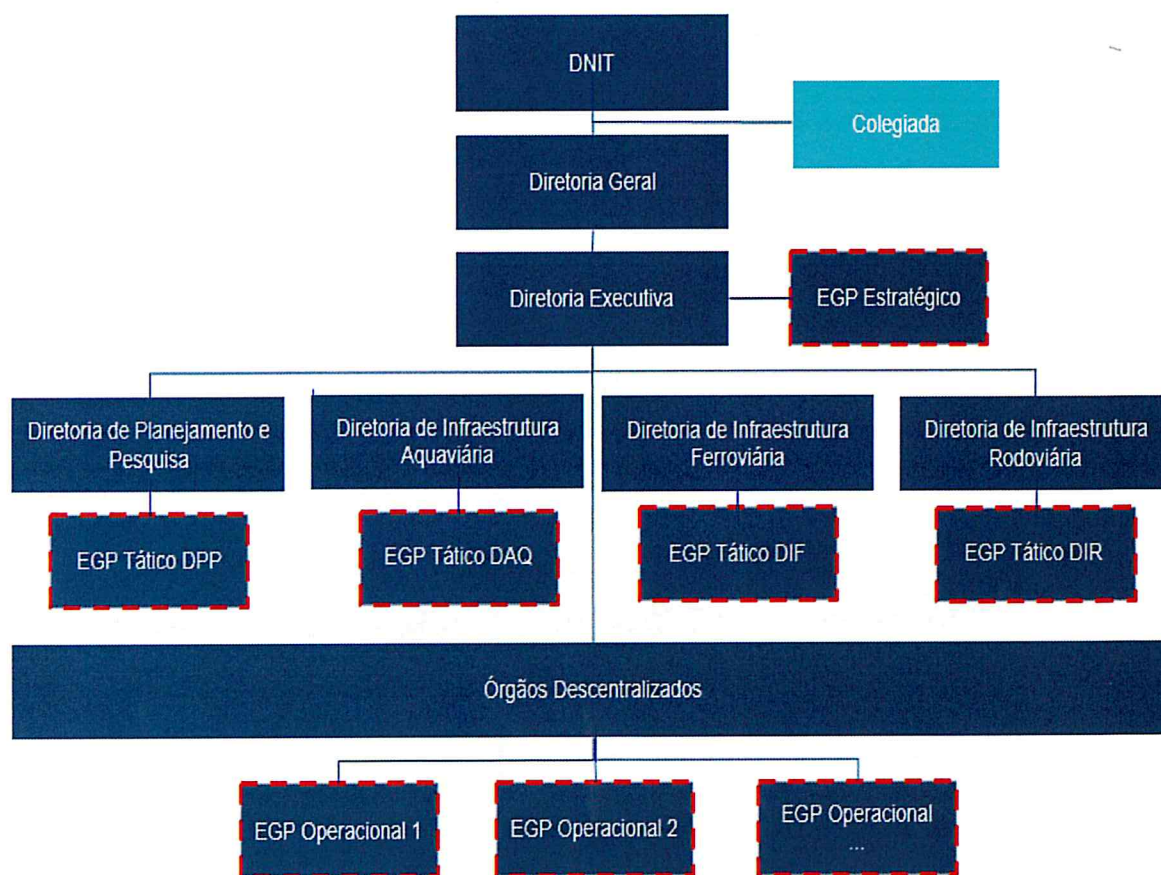 DNIT
Colegiada
Diretoria Geral
Diretoria Executiva
EGP Estratégico
Diretoria de Planejamento e
Pesquisa
Diretoria de Infraestrutura
Aquaviária
Diretoria de Infraestrutura
Ferroviária
Diretoria de Infraestrutura
Rodoviária
EGP Tático DPP
EGP Tático DAQ
EGP Tático DIF
EGP Tático DIR
Órgãos Descentralizados
EGP Operacional 1
EGP Operacional 2
EGP Operacional
...